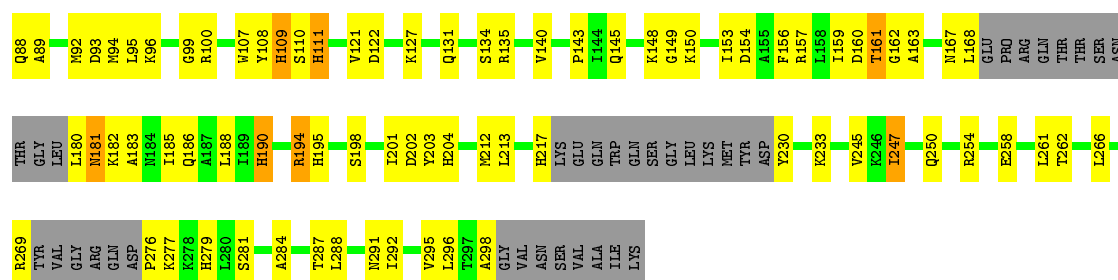 Q88 A89 M92 D93 M94 L95 K96 G99 R100 W107 Y108 H109 S110 H111 V121 D122 K127 Q131 S134 R135 V140 P143 I144 Q145 K148 G149 K150 I153 D154 A155 F156 R157 L158 I159 D160 T161 G162 A163 N167 L168 GLU PRO ARG GLN THR THR SER ASN
THR GLY LEU L180 N181 K182 A183 N184 I185 Q186 A187 L188 I189 H190 R194 H195 S198 I201 D202 Y203 H204 M212 L213 H217 LYS GLU GLN TRP GLN SER GLY LEU LYS MET TYR ASP Y230 K233 V245 K246 I247 Q250 R254 E258 L261 T262 L266
R269 TYR VAL GLY ARG GLN ASP P276 K277 K278 H279 L280 S281 A284 T287 L288 N291 I292 V295 L296 T297 A298 GLY VAL ASN SER VAL ALA ILE LYS